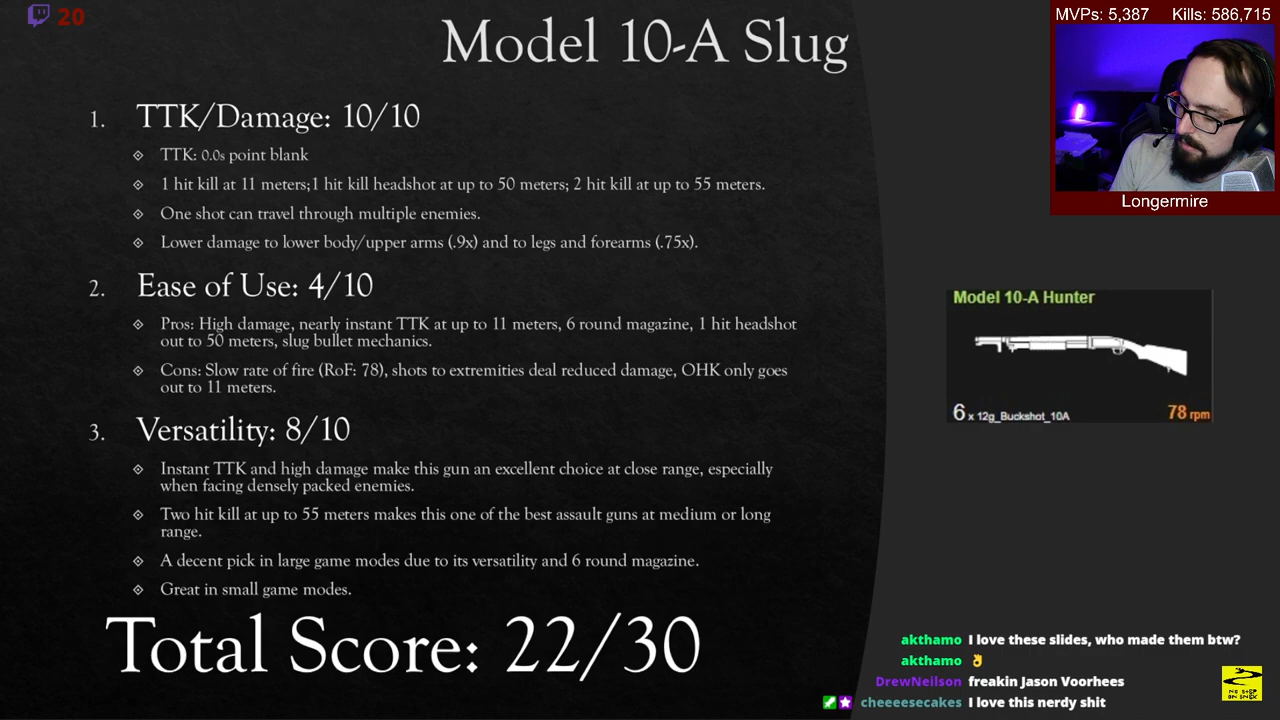 20
Model 10-A Slug
MVPs: 5,387 Kills: 586,715
Longermire
1. TTK/Damage: 10/10
TTK: 0.0s point blank
1 hit kill at 11 meters;1 hit kill headshot at up to 50 meters; 2 hit kill at up to 55 meters.
One shot can travel through multiple enemies.
Lower damage to lower body/upper arms (.9x) and to legs and forearms (.75x).
2. Ease of Use: 4/10
Pros: High damage, nearly instant TTK at up to 11 meters, 6 round magazine, 1 hit headshot
out to 50 meters, slug bullet mechanics.
Cons: Slow rate of fire (RoF: 78), shots to extremities deal reduced damage, OHK only goes
out to 11 meters.
3. Versatility: 8/10
Instant TTK and high damage make this gun an excellent choice at close range, especially
when facing densely packed enemies.
Two hit kill at up to 55 meters makes this one of the best assault guns at medium or long
range.
A decent pick in large game modes due to its versatility and 6 round magazine.
Great in small game modes.
Total Score: 22/30
Model 10-A Hunter
6 x 12g_Buckshot_10A 78 rpm
akthamo I love these slides, who made them btw?
akthamo 👌
DrewNeilson freakin Jason Voorhees
cheeeesecakes I love this nerdy shit
NO STEP
ON SNEK